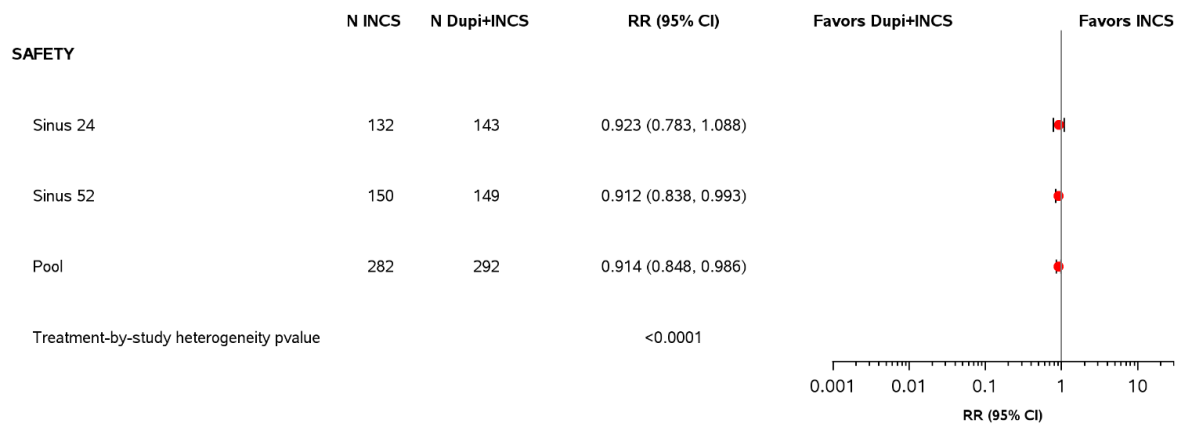 N INCS N Dupi+INCS RR (95% CI) Favors Dupi+INCS Favors INCS
SAFETY
Sinus 24 132 143 0.923 (0.783, 1.088)
Sinus 52 150 149 0.912 (0.838, 0.993)
Pool 282 292 0.914 (0.848, 0.986)
Treatment-by-study heterogeneity pvalue <0.0001
0.001 0.01 0.1 1 10
RR (95% CI)